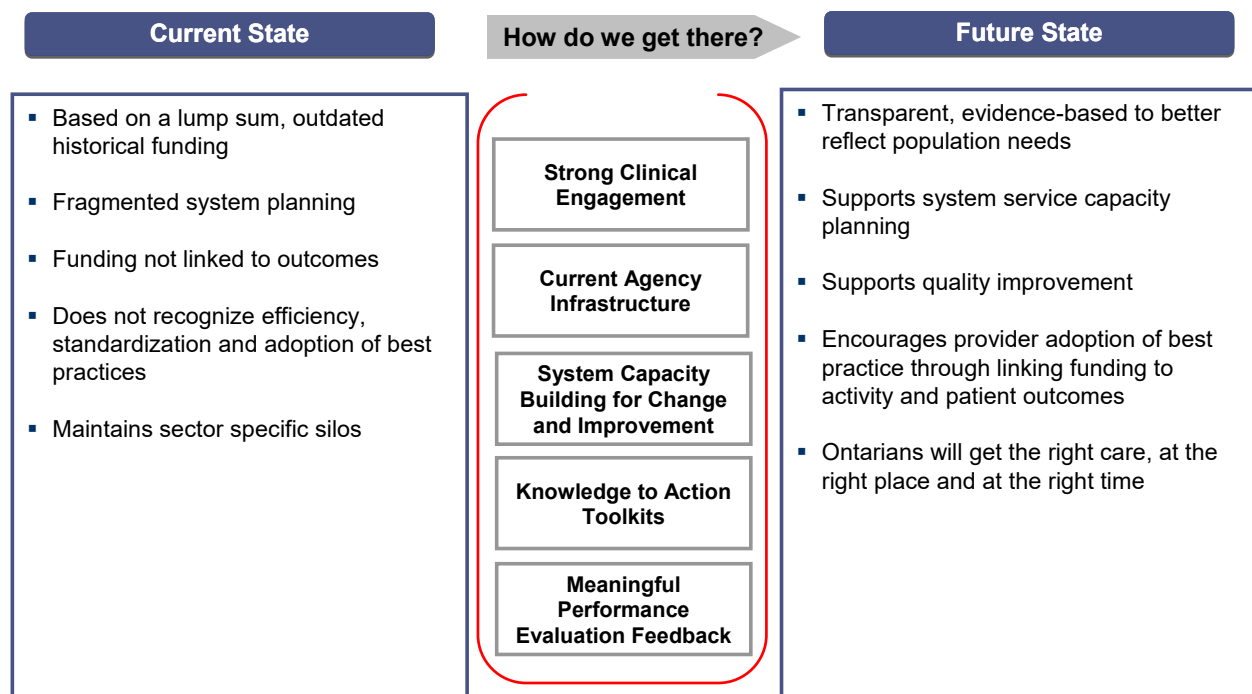 Current State
How do we get there?
Future State
▪ Based on a lump sum, outdated
historical funding
▪ Fragmented system planning
▪ Funding not linked to outcomes
▪ Does not recognize efficiency,
standardization and adoption of best
practices
▪ Maintains sector specific silos
Strong Clinical
Engagement
Current Agency
Infrastructure
System Capacity
Building for Change
and Improvement
Knowledge to Action
Toolkits
Meaningful
Performance
Evaluation Feedback
▪ Transparent, evidence-based to better
reflect population needs
▪ Supports system service capacity
planning
▪ Supports quality improvement
▪ Encourages provider adoption of best
practice through linking funding to
activity and patient outcomes
▪ Ontarians will get the right care, at the
right place and at the right time